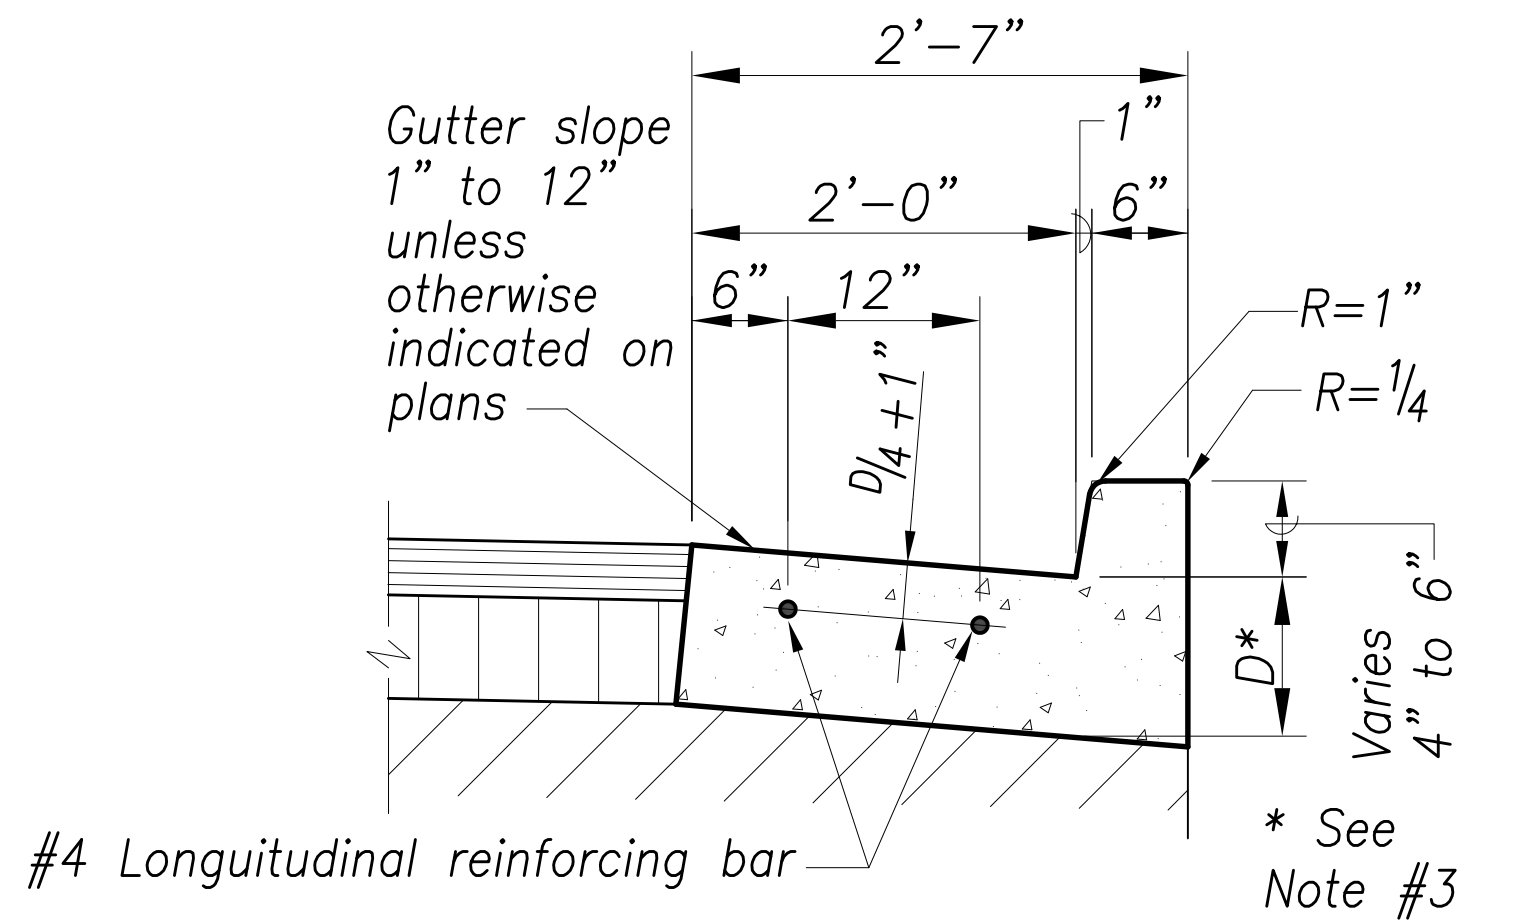 2’-7”
1”
Gutter slope
1” to 12”
unless
otherwise
indicated on
plans
2’-0”
6”
6”
12”
R=1”
R=1/4
D/4+1”
D*
Varies
4” to 6”
* See
Note #3
#4 Longuitudinal reinforcing bar